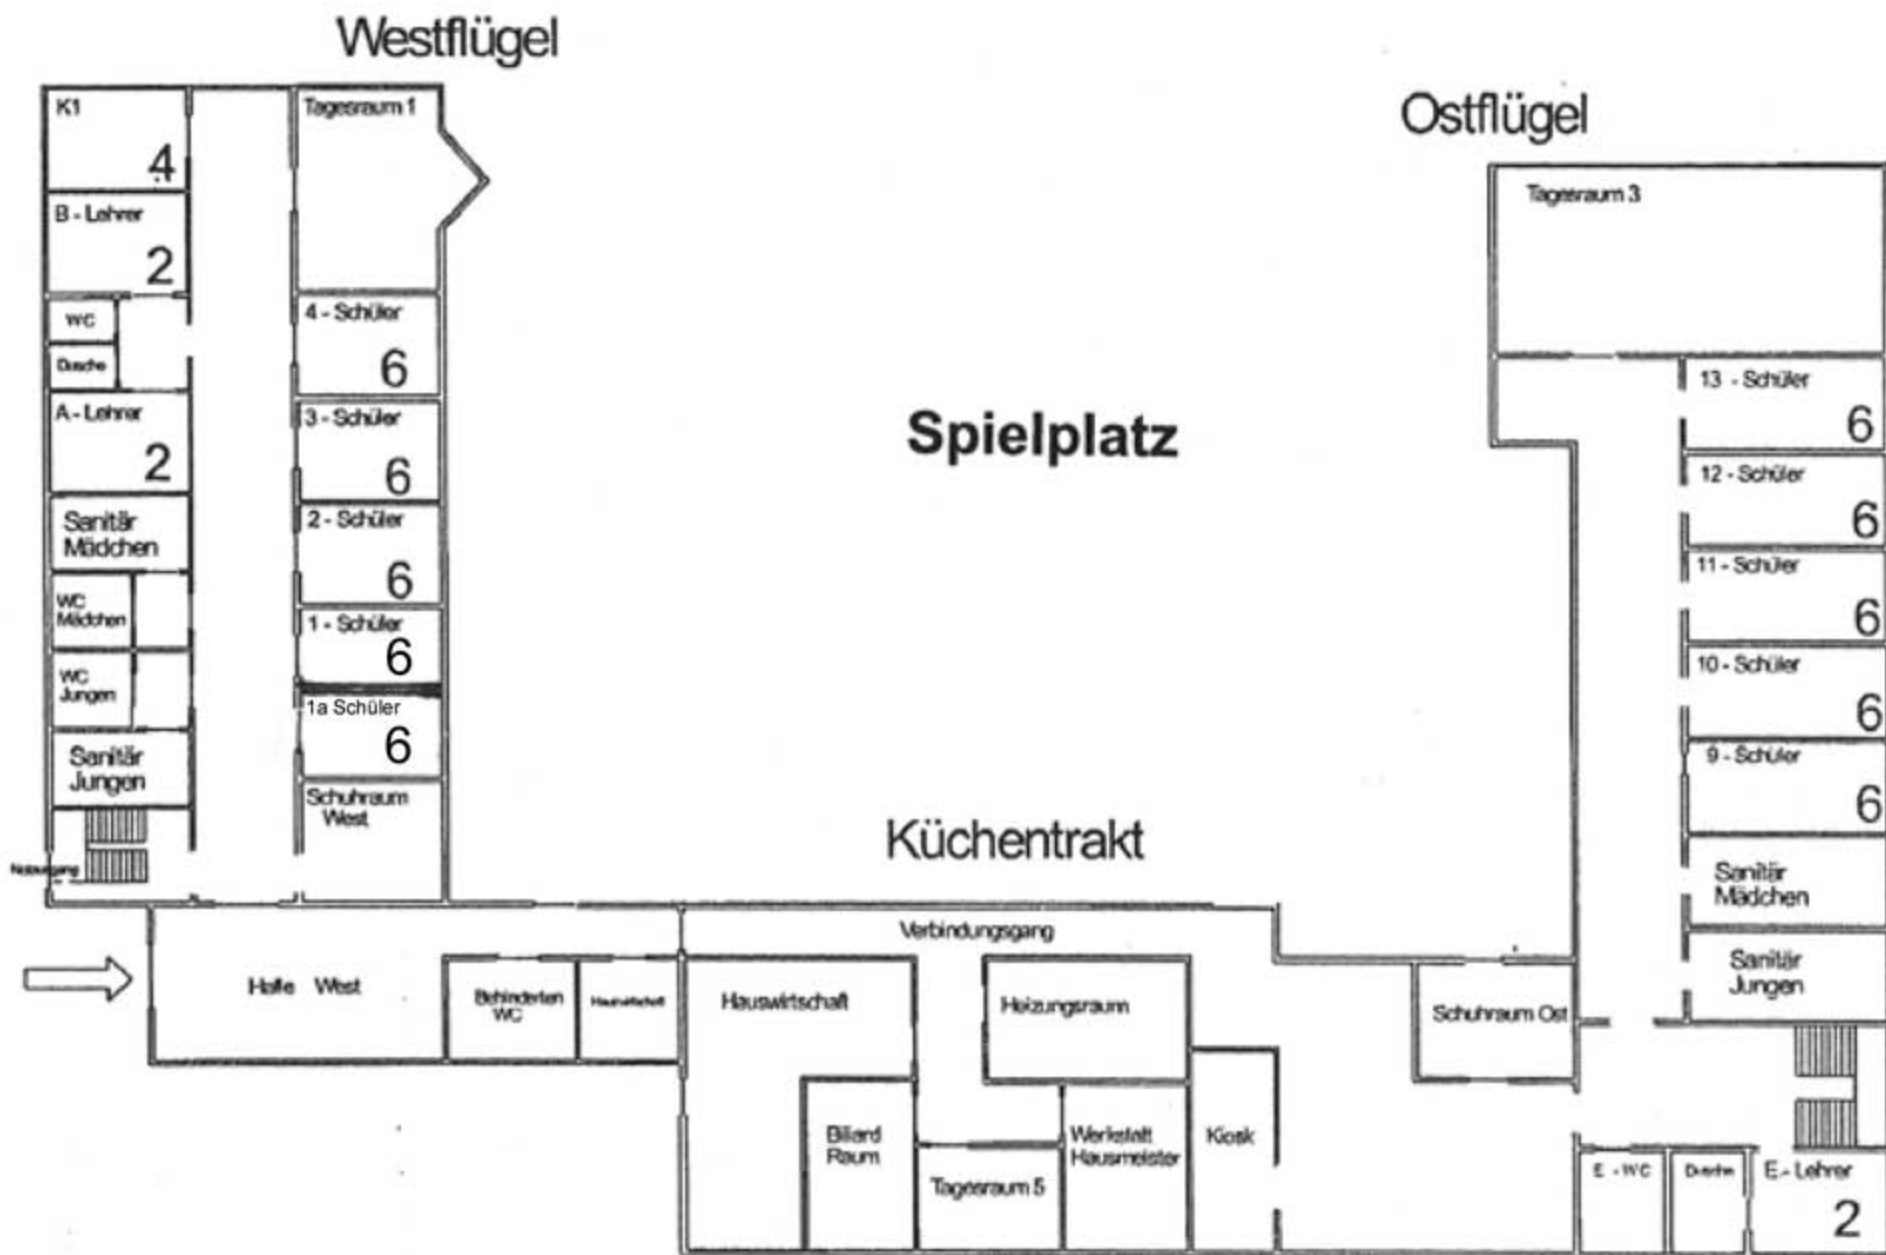 Westflügel
Ostflügel
K1
4
B - Lehrer
2
WC
Dusche
A - Lehrer
2
Sanitär
Mädchen
WC
Mädchen
WC
Jungen
Sanitär
Jungen
Notausgang
Tagesraum 1
4 - Schüler
6
3 - Schüler
6
2 - Schüler
6
1 - Schüler
6
1a Schüler
6
Schuhraum
West
Spielplatz
Küchentrakt
Tagesraum 3
13 - Schüler
6
12 - Schüler
6
11 - Schüler
6
10 - Schüler
6
9 - Schüler
6
Sanitär
Mädchen
Sanitär
Jungen
Verbindungsgang
Halle West
Behinderten
WC
Hauswirtschaft
Heizungsraum
Schuhraum Ost
Billard
Raum
Tagesraum 5
Werkstatt
Hausmeister
Kiosk
E - WC
Dusche
E - Lehrer
2